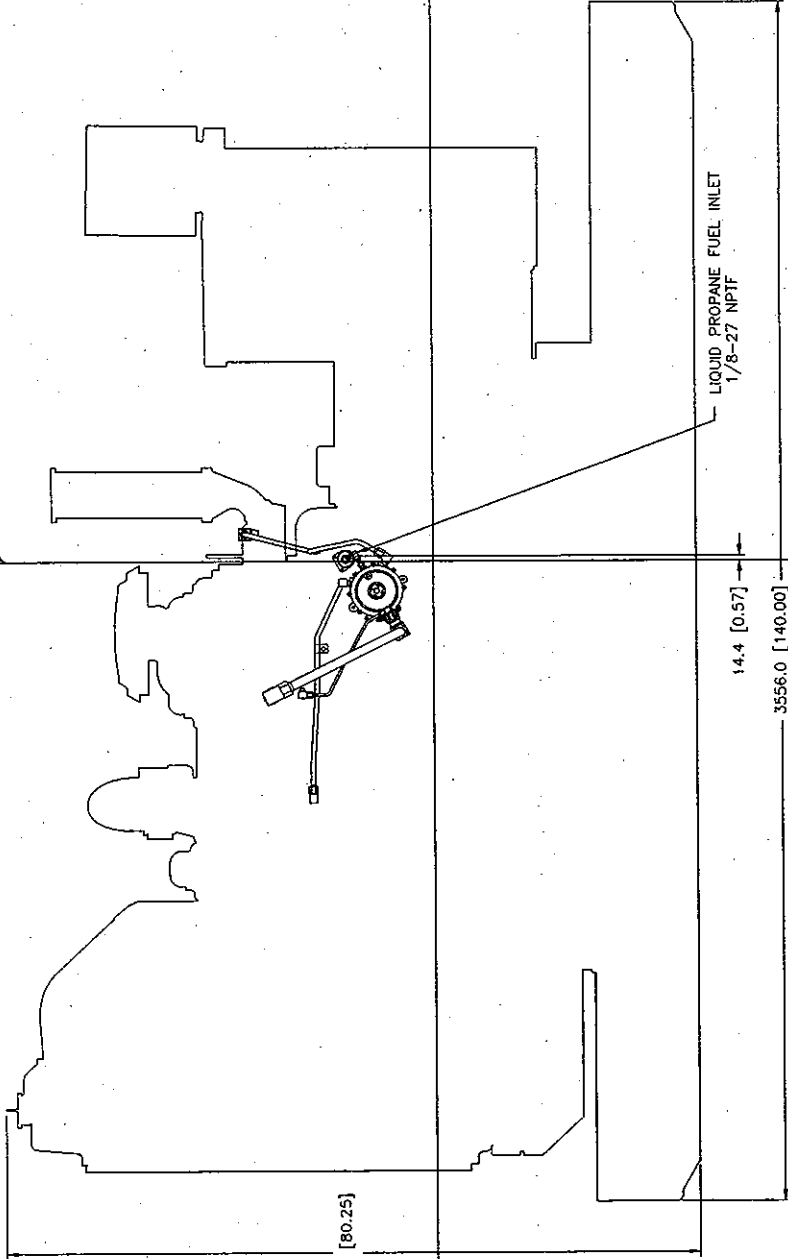 LIQUID PROPANE FUEL INLET
1/8-27 NPTF
14.4 [0.57]
3556.0 [140.00]
[80.25]